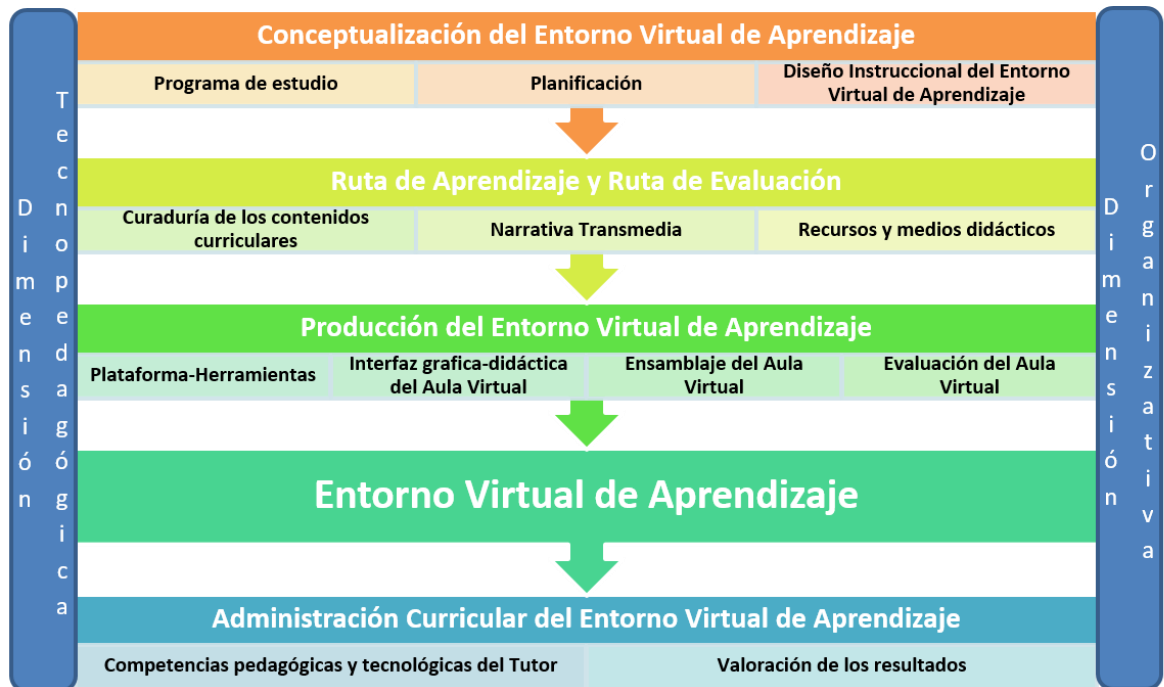 Dimensión
Tecnopedagógica
Conceptualización del Entorno Virtual de Aprendizaje
Programa de estudio
Planificación
Diseño Instruccional del Entorno
Virtual de Aprendizaje
Ruta de Aprendizaje y Ruta de Evaluación
Curaduría de los contenidos
curriculares
Narrativa Transmedia
Recursos y medios didácticos
Producción del Entorno Virtual de Aprendizaje
Plataforma-Herramientas
Interfaz grafica-didáctica
del Aula Virtual
Ensamblaje del Aula
Virtual
Evaluación del Aula
Virtual
Entorno Virtual de Aprendizaje
Administración Curricular del Entorno Virtual de Aprendizaje
Competencias pedagógicas y tecnológicas del Tutor
Valoración de los resultados
Dimensión
Organizativa